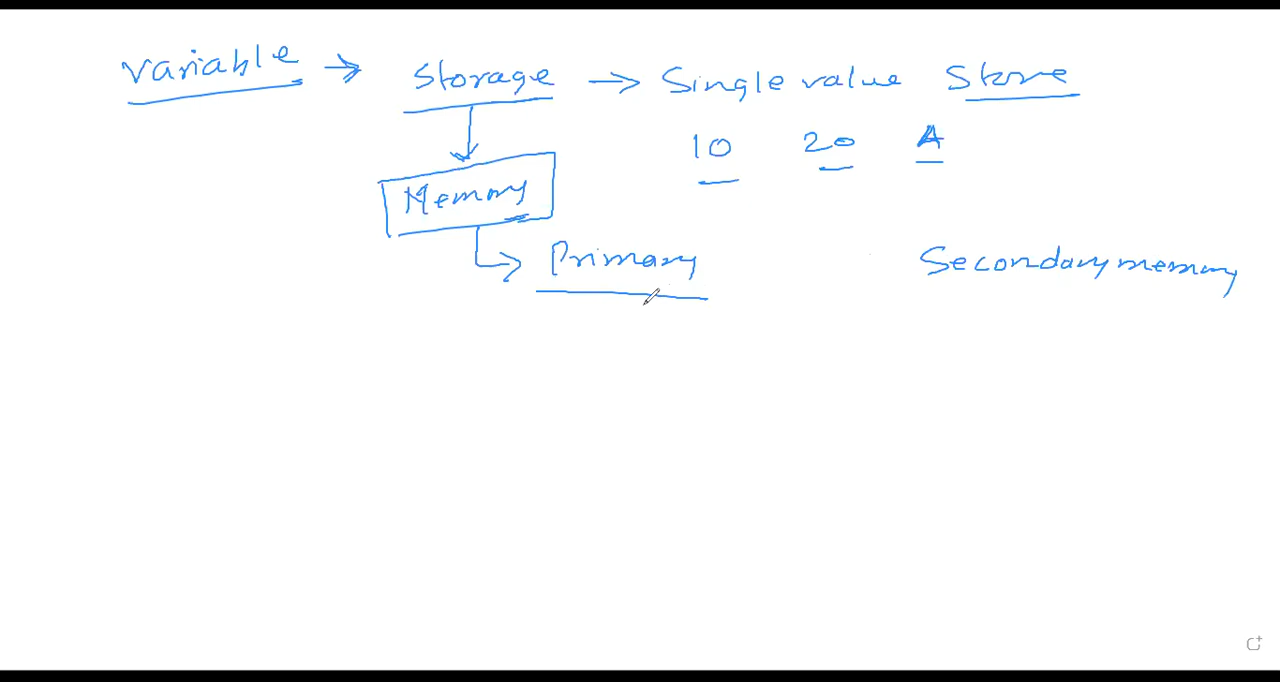 Variable → Storage → Single value Store
10 20 A
Memory
Primary Secondary memory